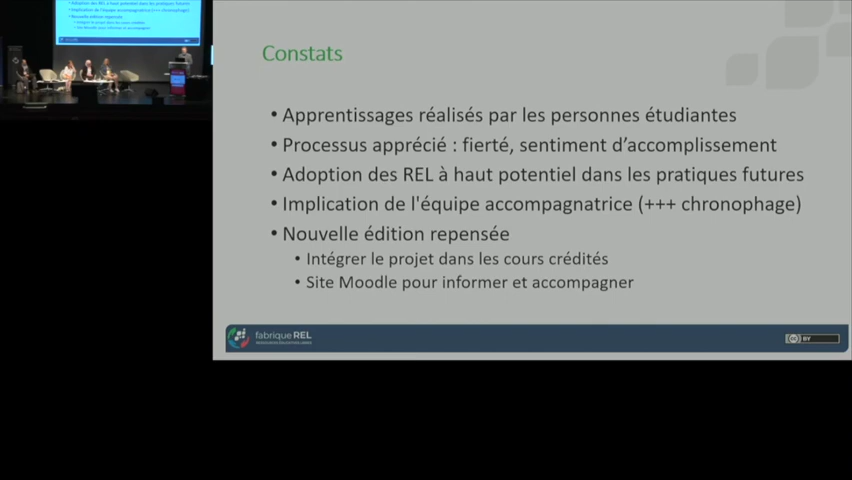 Constats
• Apprentissages réalisés par les personnes étudiantes
• Processus apprécié : fierté, sentiment d'accomplissement
• Adoption des REL à haut potentiel dans les pratiques futures
• Implication de l'équipe accompagnatrice (+++ chronophage)
• Nouvelle édition repensée
• Intégrer le projet dans les cours crédités
• Site Moodle pour informer et accompagner
fabrique REL
cc BY